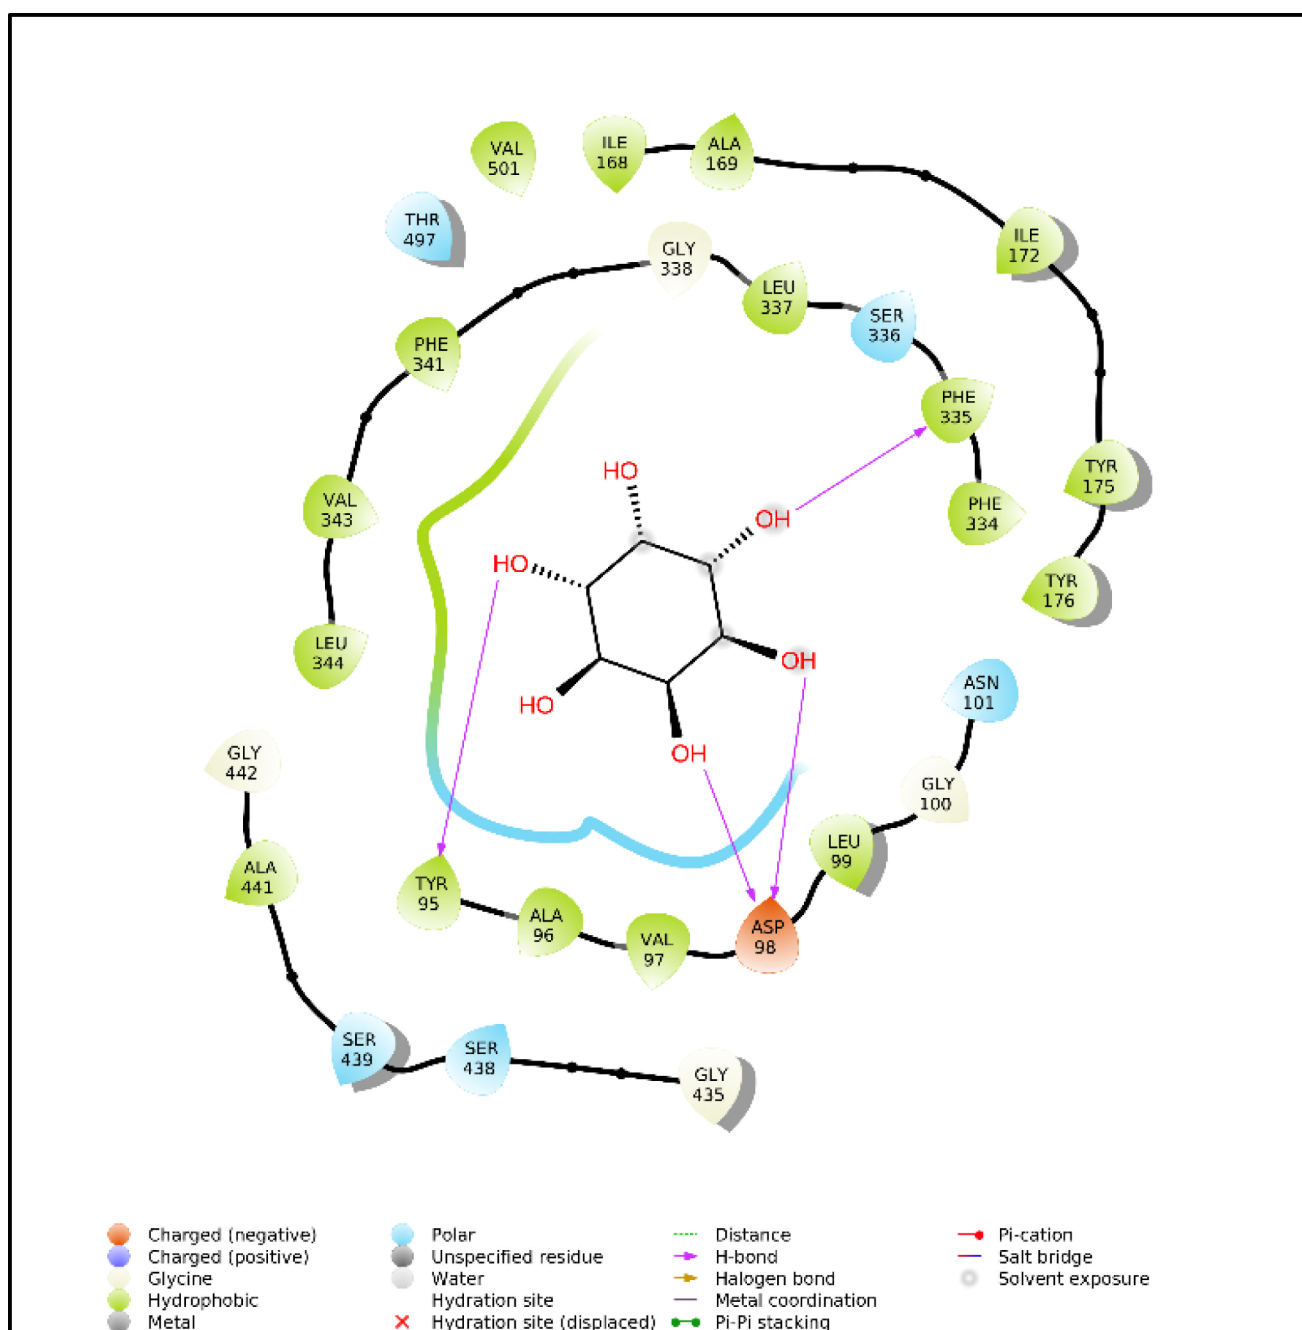 VAL
501
ILE
168
ALA
169
THR
497
GLY
338
ILE
172
LEU
337
SER
336
PHE
341
PHE
335
HO
TYR
175
VAL
343
OH
PHE
334
HO
TYR
176
LEU
344
OH
ASN
101
HO
GLY
442
OH
GLY
100
LEU
99
ALA
441
TYR
95
ALA
96
VAL
97
ASP
98
SER
439
SER
438
GLY
435
Charged (negative)
Charged (positive)
Glycine
Hydrophobic
Metal
Polar
Unspecified residue
Water
Hydration site
Hydration site (displaced)
Distance
H-bond
Halogen bond
Metal coordination
Pi-Pi stacking
Pi-cation
Salt bridge
Solvent exposure